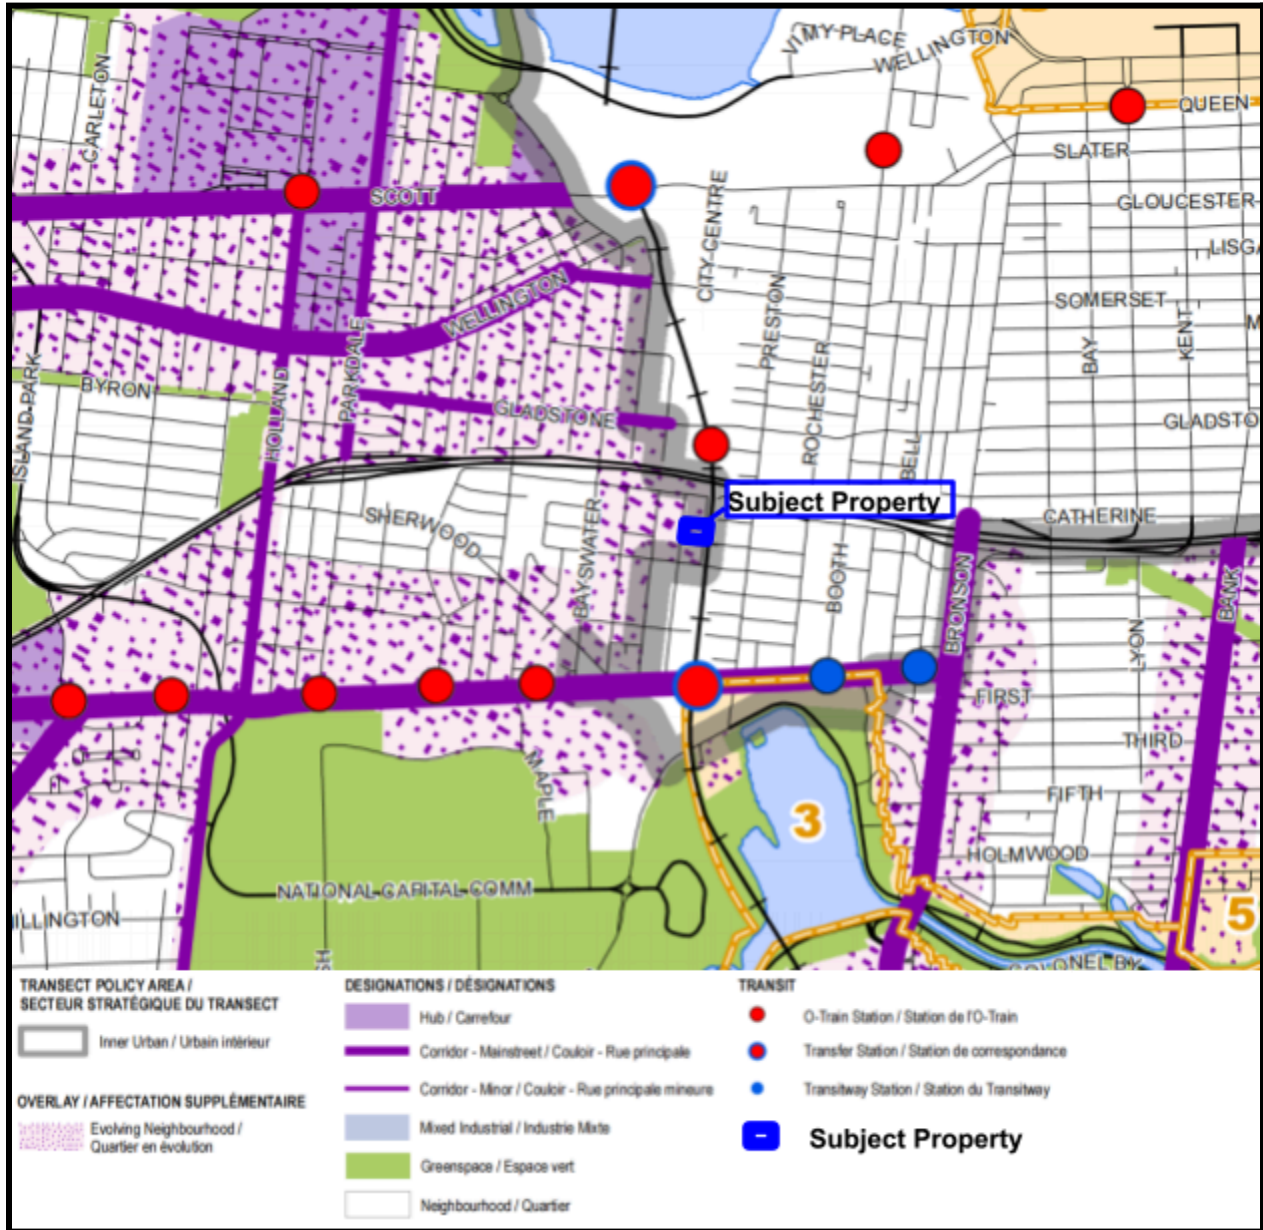 VIMY PLACE
WELLINGTON
CARLETON
QUEEN
SLATER
SCOTT
GLOUCESTER
LISGA
CITY CENTRE
WELLINGTON
PRESTON
SOMERSET
M
BAY
KENT
ISLAND PARK
BYRON
HOLLAND
PARKDALE
GLADSTONE
ROCHESTER
BELL
GLADSTO
Subject Property
SHERWOOD
BAYSWATER
CATHERINE
BOOTH
BRONSON
LYON
BANK
FIRST
THIRD
MAPLE
FIFTH
3
HOLMWOOD
NATIONAL CAPITAL COMM
ILLINGTON
5
SH
COLONEL BY
TRANSECT POLICY AREA /
SECTEUR STRATÉGIQUE DU TRANSECT
Inner Urban / Urbain intérieur
OVERLAY / AFFECTATION SUPPLÉMENTAIRE
Evolving Neighbourhood /
Quartier en évolution
DESIGNATIONS / DÉSIGNATIONS
Hub / Carrefour
Corridor - Mainstreet / Couloir - Rue principale
Corridor - Minor / Couloir - Rue principale mineure
Mixed Industrial / Industrie Mixte
Greenspace / Espace vert
Neighbourhood / Quartier
TRANSIT
O-Train Station / Station de l'O-Train
Transfer Station / Station de correspondance
Transitway Station / Station du Transitway
Subject Property